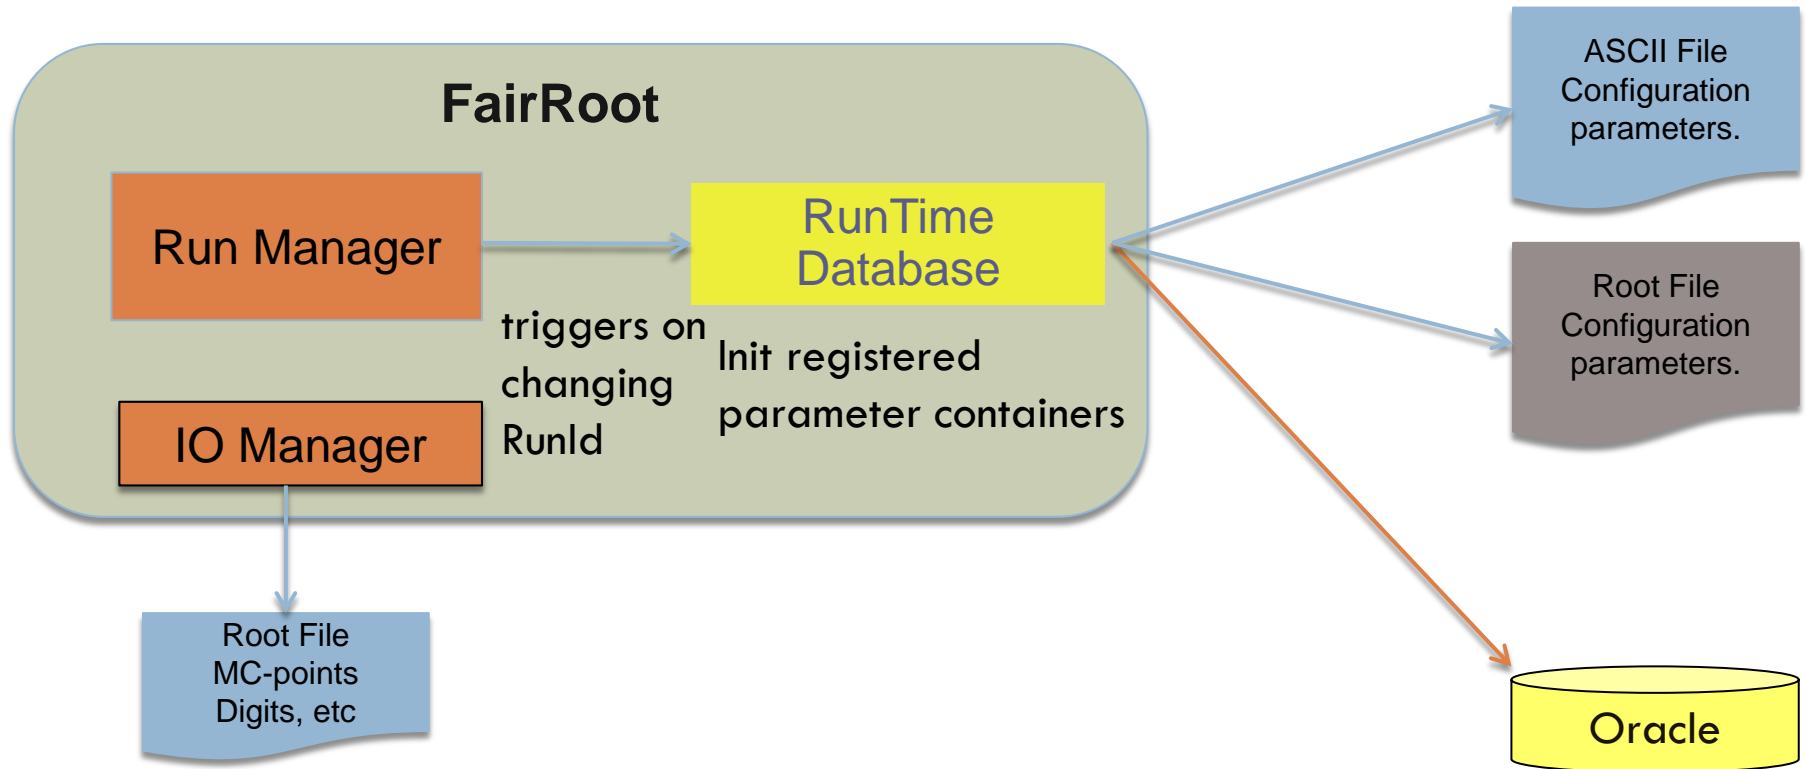 FairRoot
Run Manager
RunTime
Database
triggers on
changing
RunId
Init registered
parameter containers
IO Manager
Root File
MC-points
Digits, etc
ASCII File
Configuration
parameters.
Root File
Configuration
parameters.
Oracle